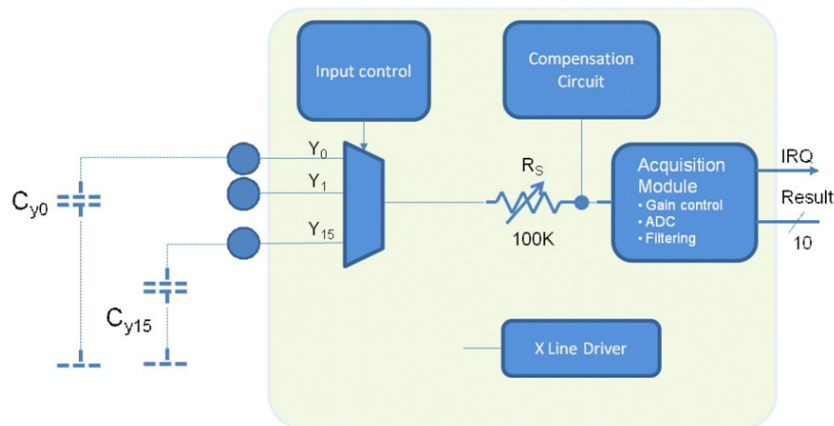 Input control
Compensation
Circuit
Y0
Y1
Y15
Cy0
Cy15
RS
100K
Acquisition
Module
• Gain control
• ADC
• Filtering
IRQ
Result
10
X Line Driver